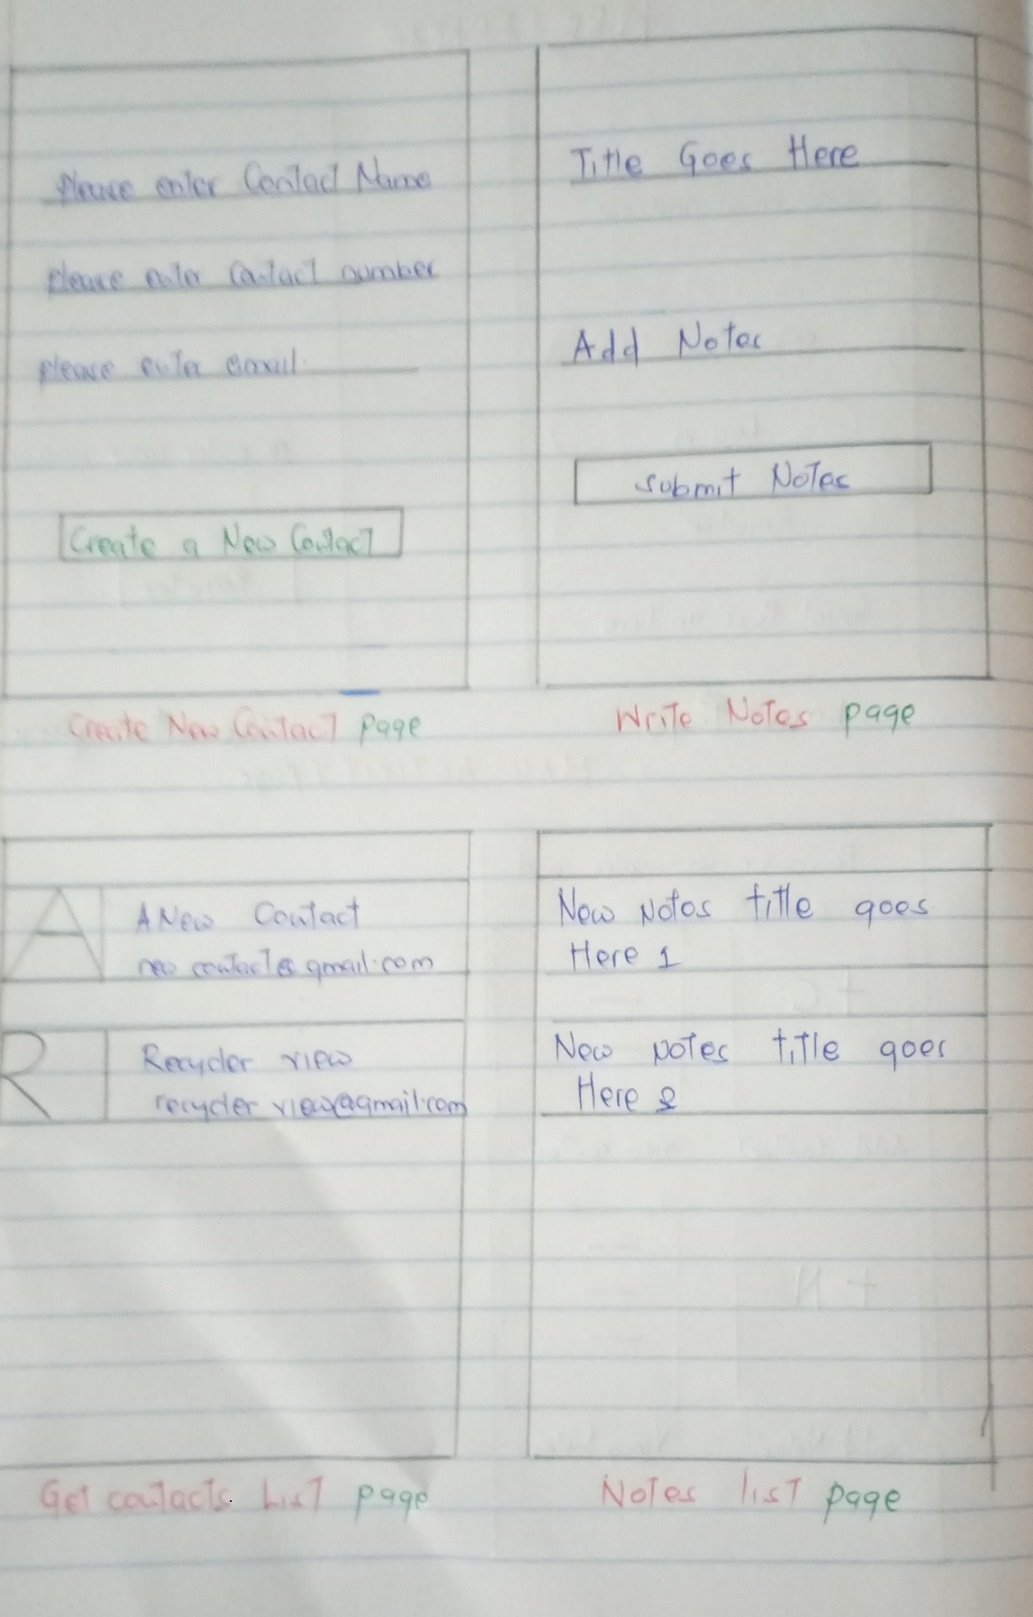 Please enter Contact Name
please enter Contact number
please enter email.
Create a New Contact
Create New Contact page
Title Goes Here
Add Notes
Submit Notes
Write Notes page
A
A New Contact
new contact@gmail.com
R
Recycler view
recycler view@gmail.com
Get contacts List page
New Notes title goes
Here 1
New Notes title goes
Here 2
Notes list page